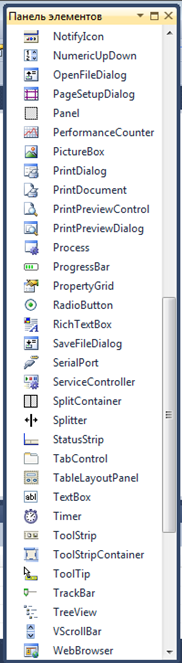 Панель элементов
NotifyIcon
NumericUpDown
OpenFileDialog
PageSetupDialog
Panel
PerformanceCounter
PictureBox
PrintDialog
PrintDocument
PrintPreviewControl
PrintPreviewDialog
Process
ProgressBar
PropertyGrid
RadioButton
RichTextBox
SaveFileDialog
SerialPort
ServiceController
SplitContainer
Splitter
StatusStrip
TabControl
TableLayoutPanel
TextBox
Timer
ToolStrip
ToolStripContainer
ToolTip
TrackBar
TreeView
VScrollBar
WebBrowser